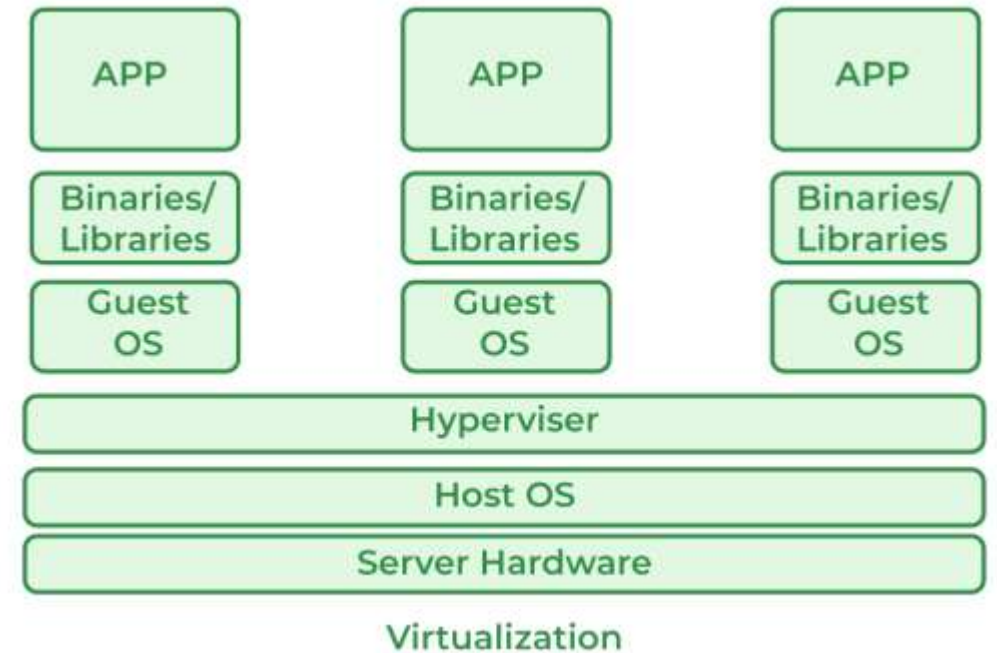 APP
APP
APP
Binaries/
Libraries
Binaries/
Libraries
Binaries/
Libraries
Guest
OS
Guest
OS
Guest
OS
Hyperviser
Host OS
Server Hardware
Virtualization